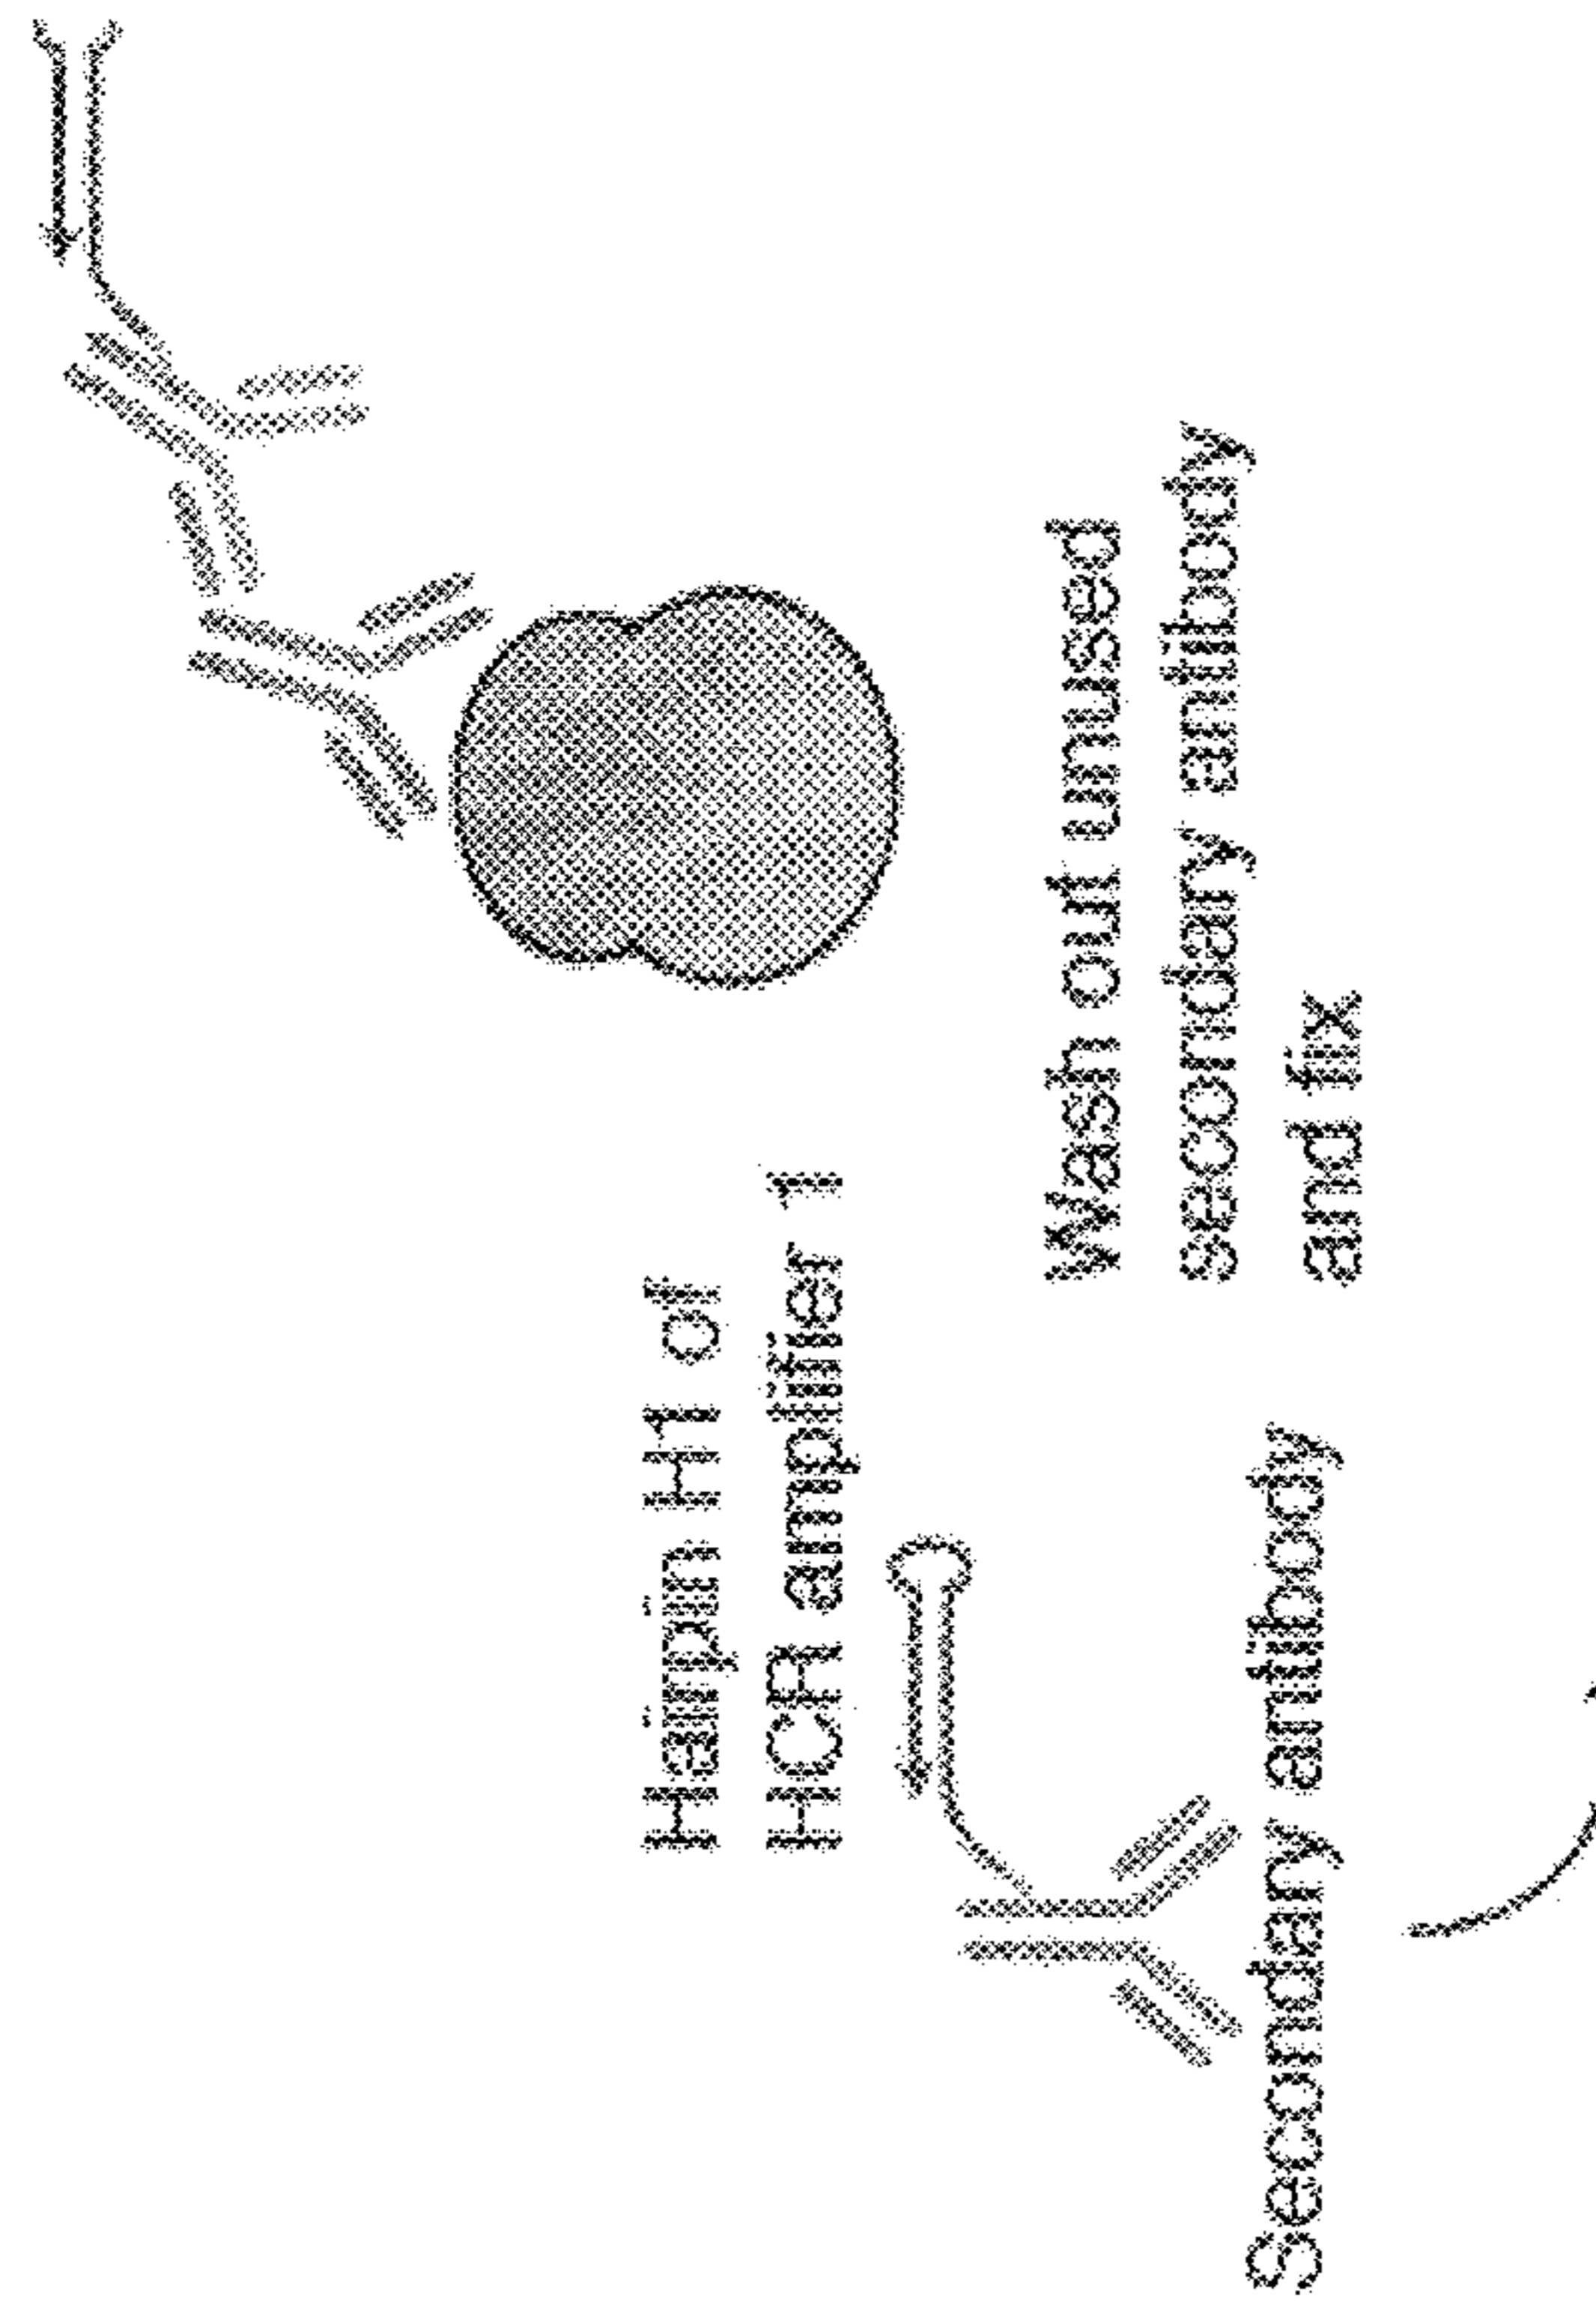 Hairpin H1 of
HCR amplifier 1
Secondary antibody
Wash out unused
secondary antibody
and fix